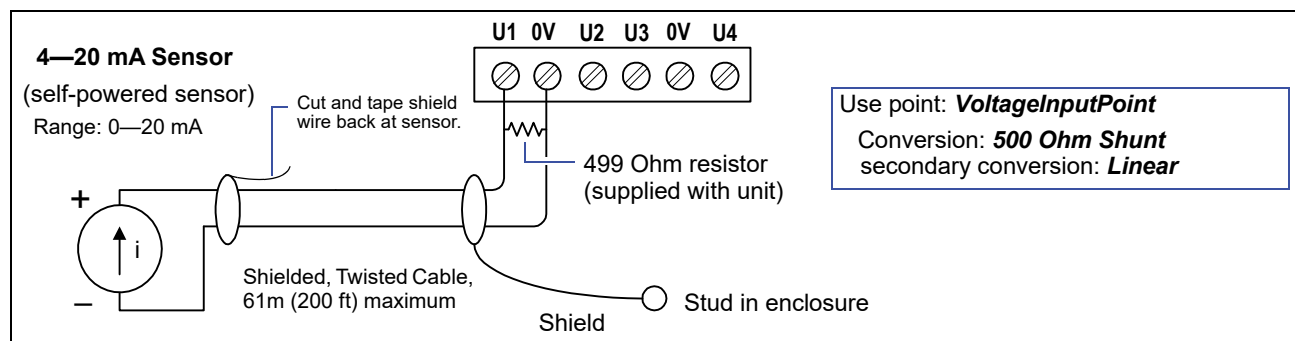 U1 0V U2 U3 0V U4
4—20 mA Sensor
(self-powered sensor)
Range: 0—20 mA
Cut and tape shield
wire back at sensor.
499 Ohm resistor
(supplied with unit)
Use point: VoltageInputPoint
Conversion: 500 Ohm Shunt
secondary conversion: Linear
+
i
–
Shielded, Twisted Cable,
61m (200 ft) maximum
Shield
Stud in enclosure